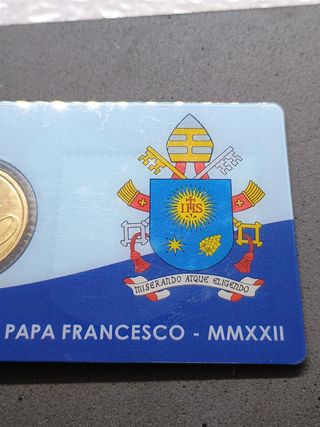 IHS
MISERANDO ATQUE ELIGENDO
PAPA FRANCESCO - MMXXII